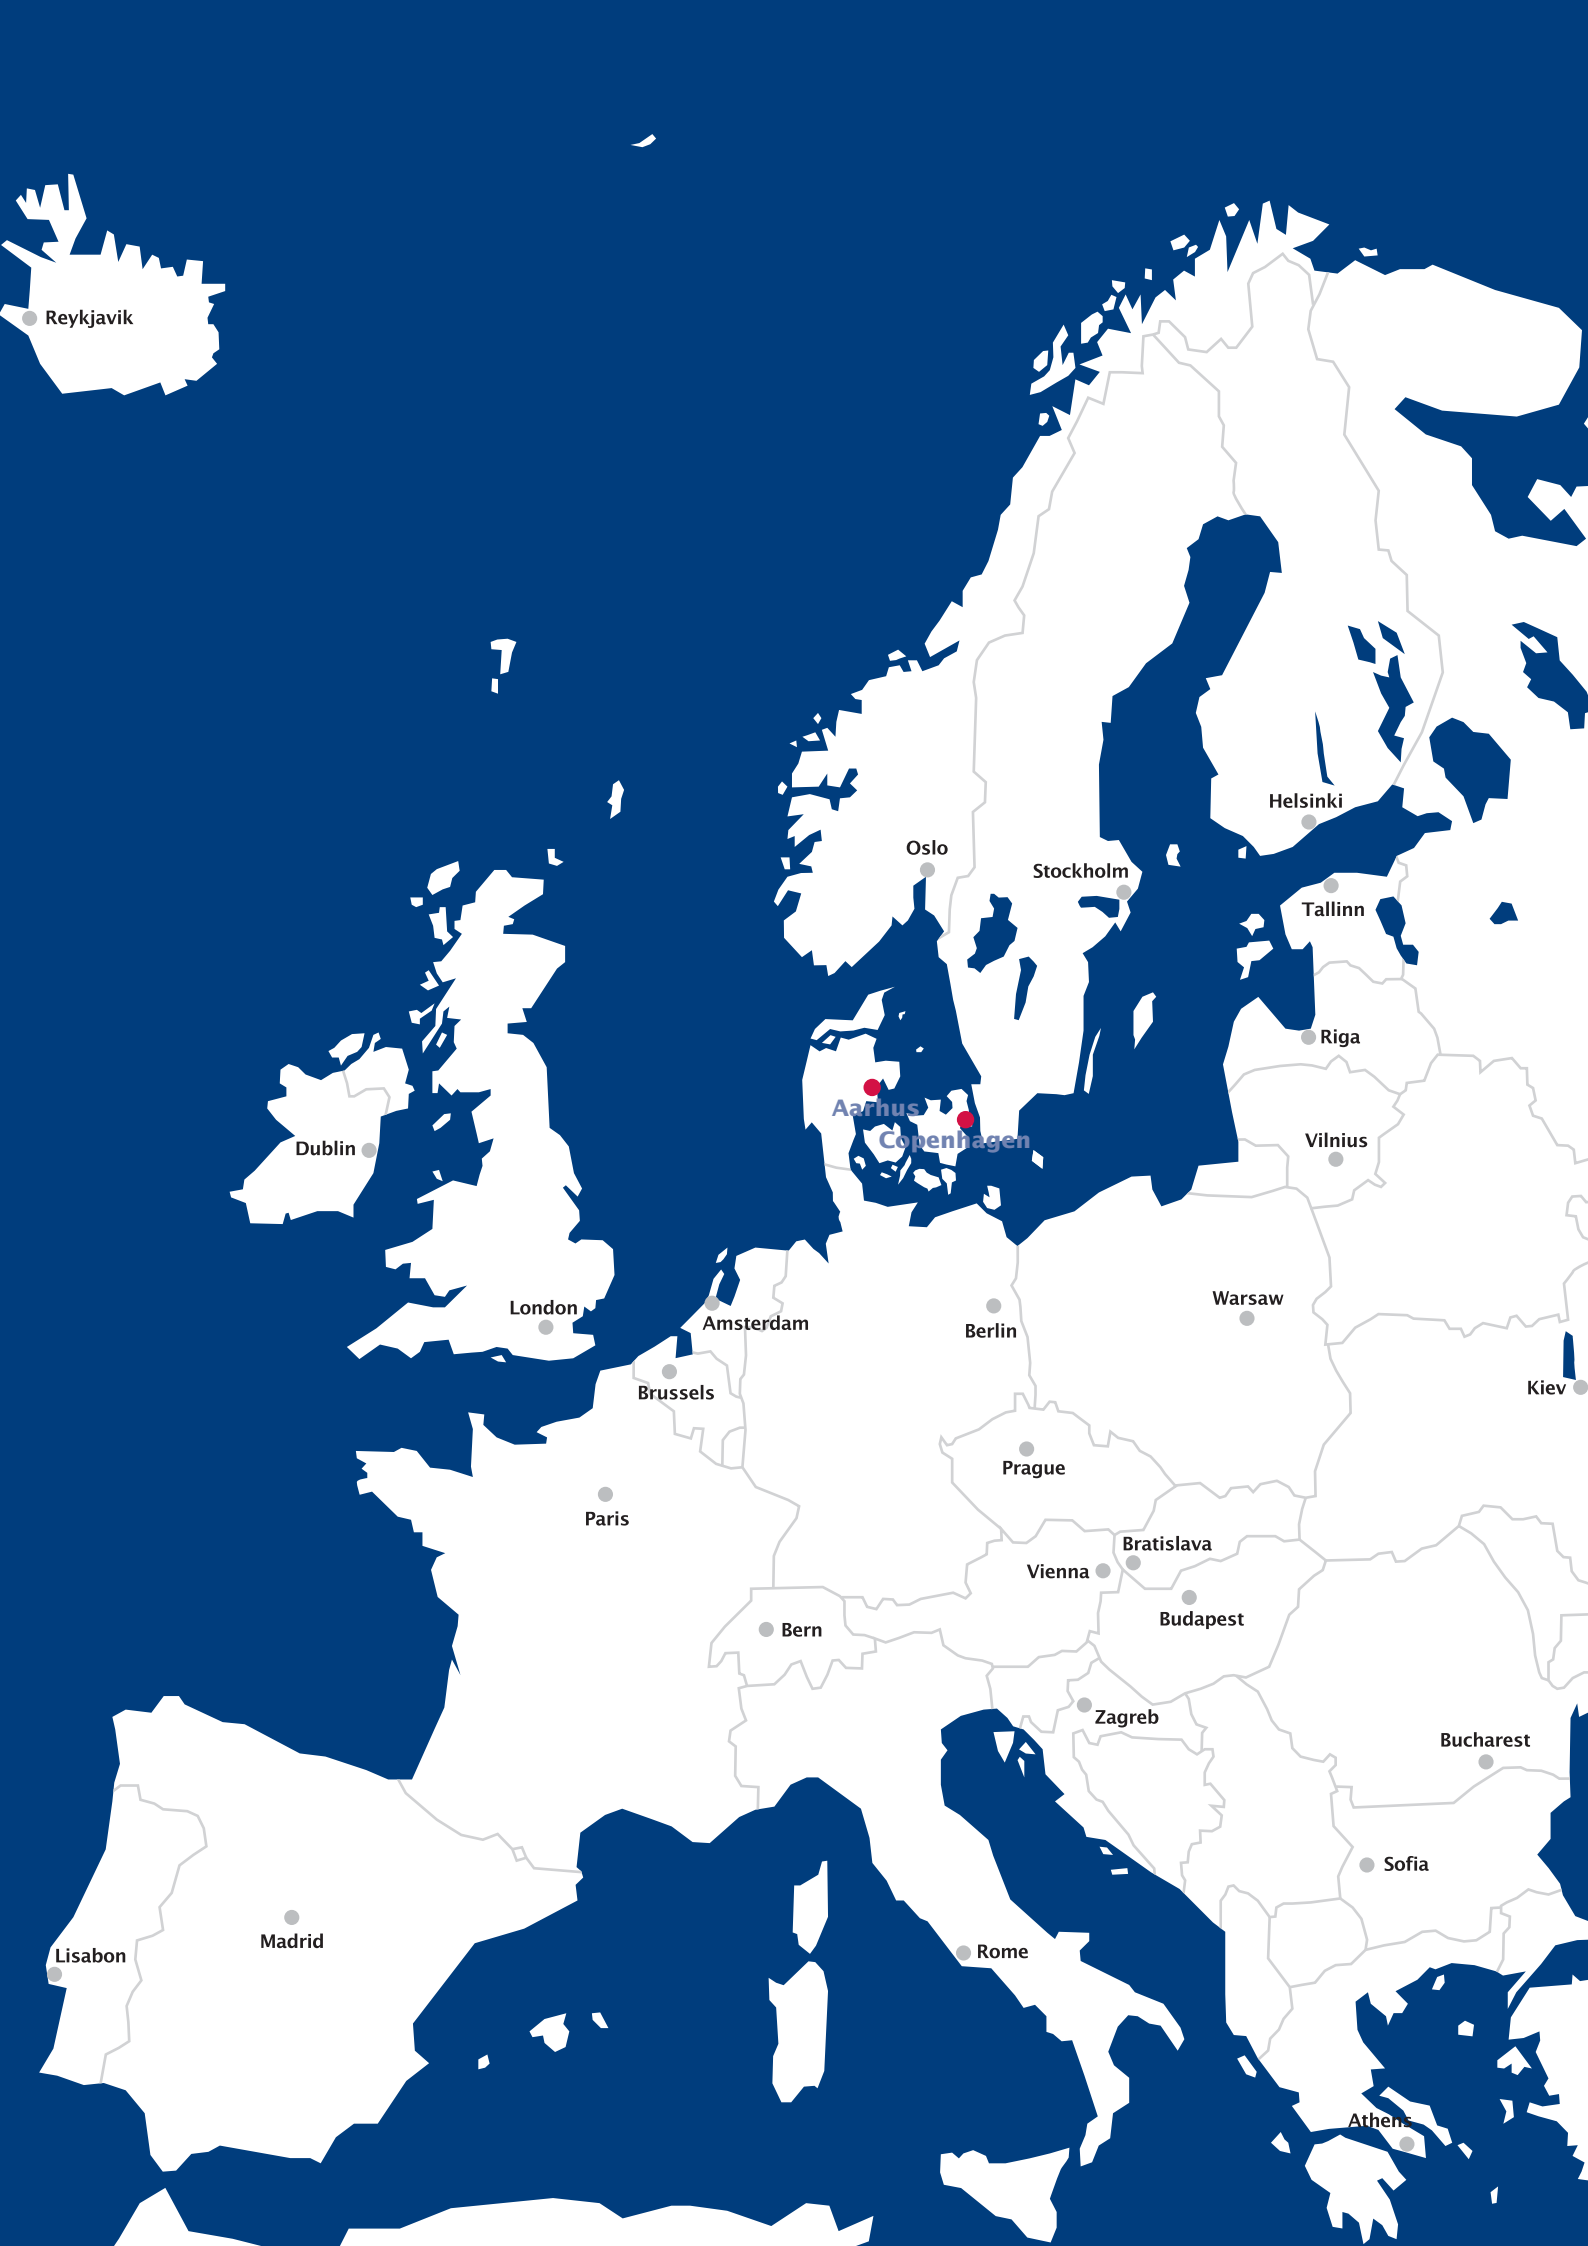 Reykjavik
Helsinki
Oslo
Stockholm
Tallinn
Riga
Aarhus
Copenhagen
Vilnius
Dublin
London
Warsaw
Amsterdam
Berlin
Kiev
Brussels
Prague
Paris
Bratislava
Vienna
Budapest
Bern
Zagreb
Bucharest
Sofia
Madrid
Rome
Lisabon
Athens